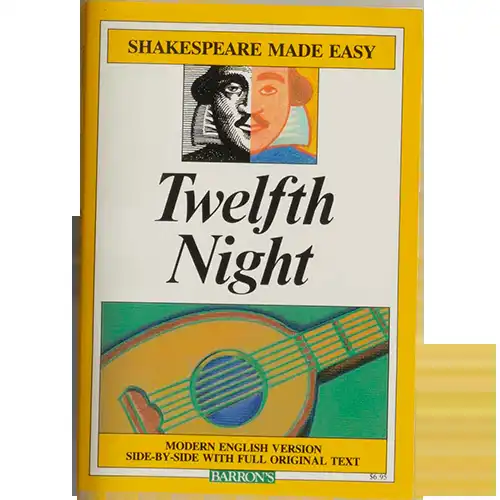 SHAKESPEARE MADE EASY
Twelfth
Night
MODERN ENGLISH VERSION
SIDE-BY-SIDE WITH FULL ORIGINAL TEXT
BARRON'S
$6.95